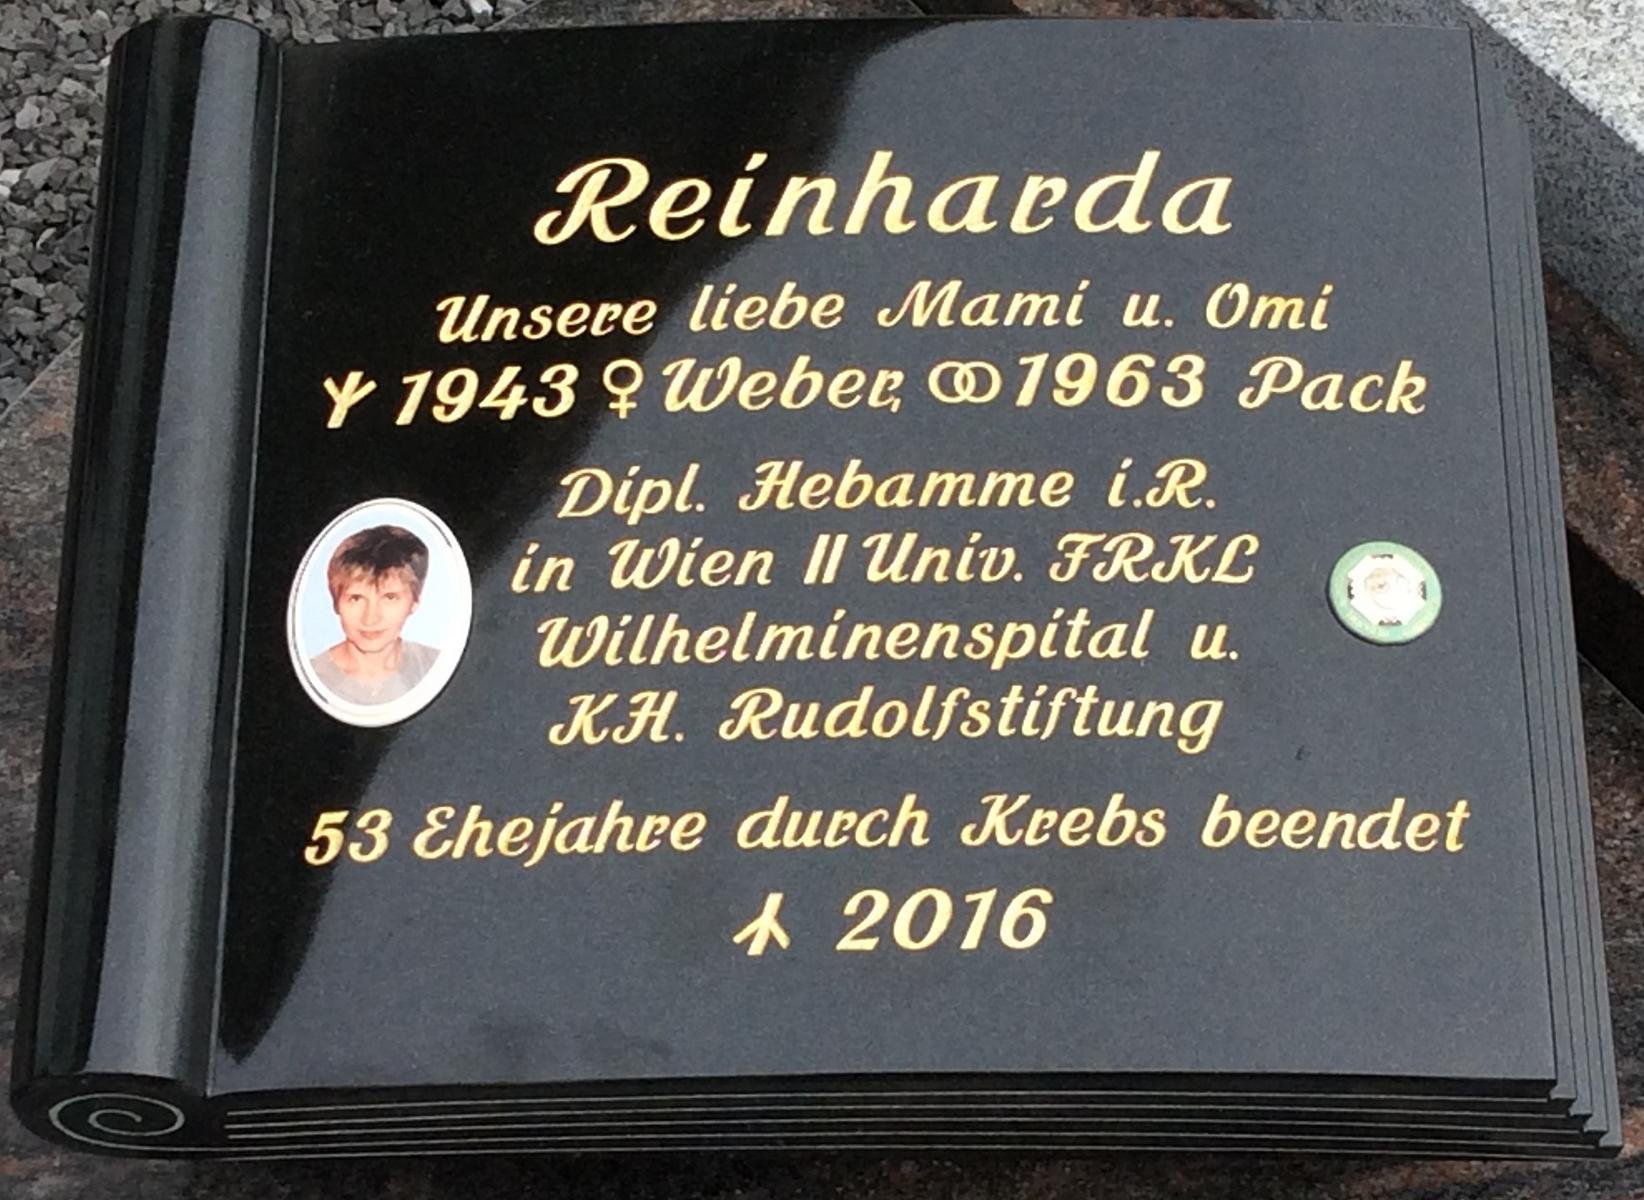 Reinharda
Unsere liebe Mami u. Omi
ᛉ 1943 ♀ Weber, ⚭ 1963 Pack
Dipl. Hebamme i.R.
in Wien II Univ. FRKL
Wilhelminenspital u.
KH. Rudolfstiftung
53 Ehejahre durch Krebs beendet
ᛣ 2016